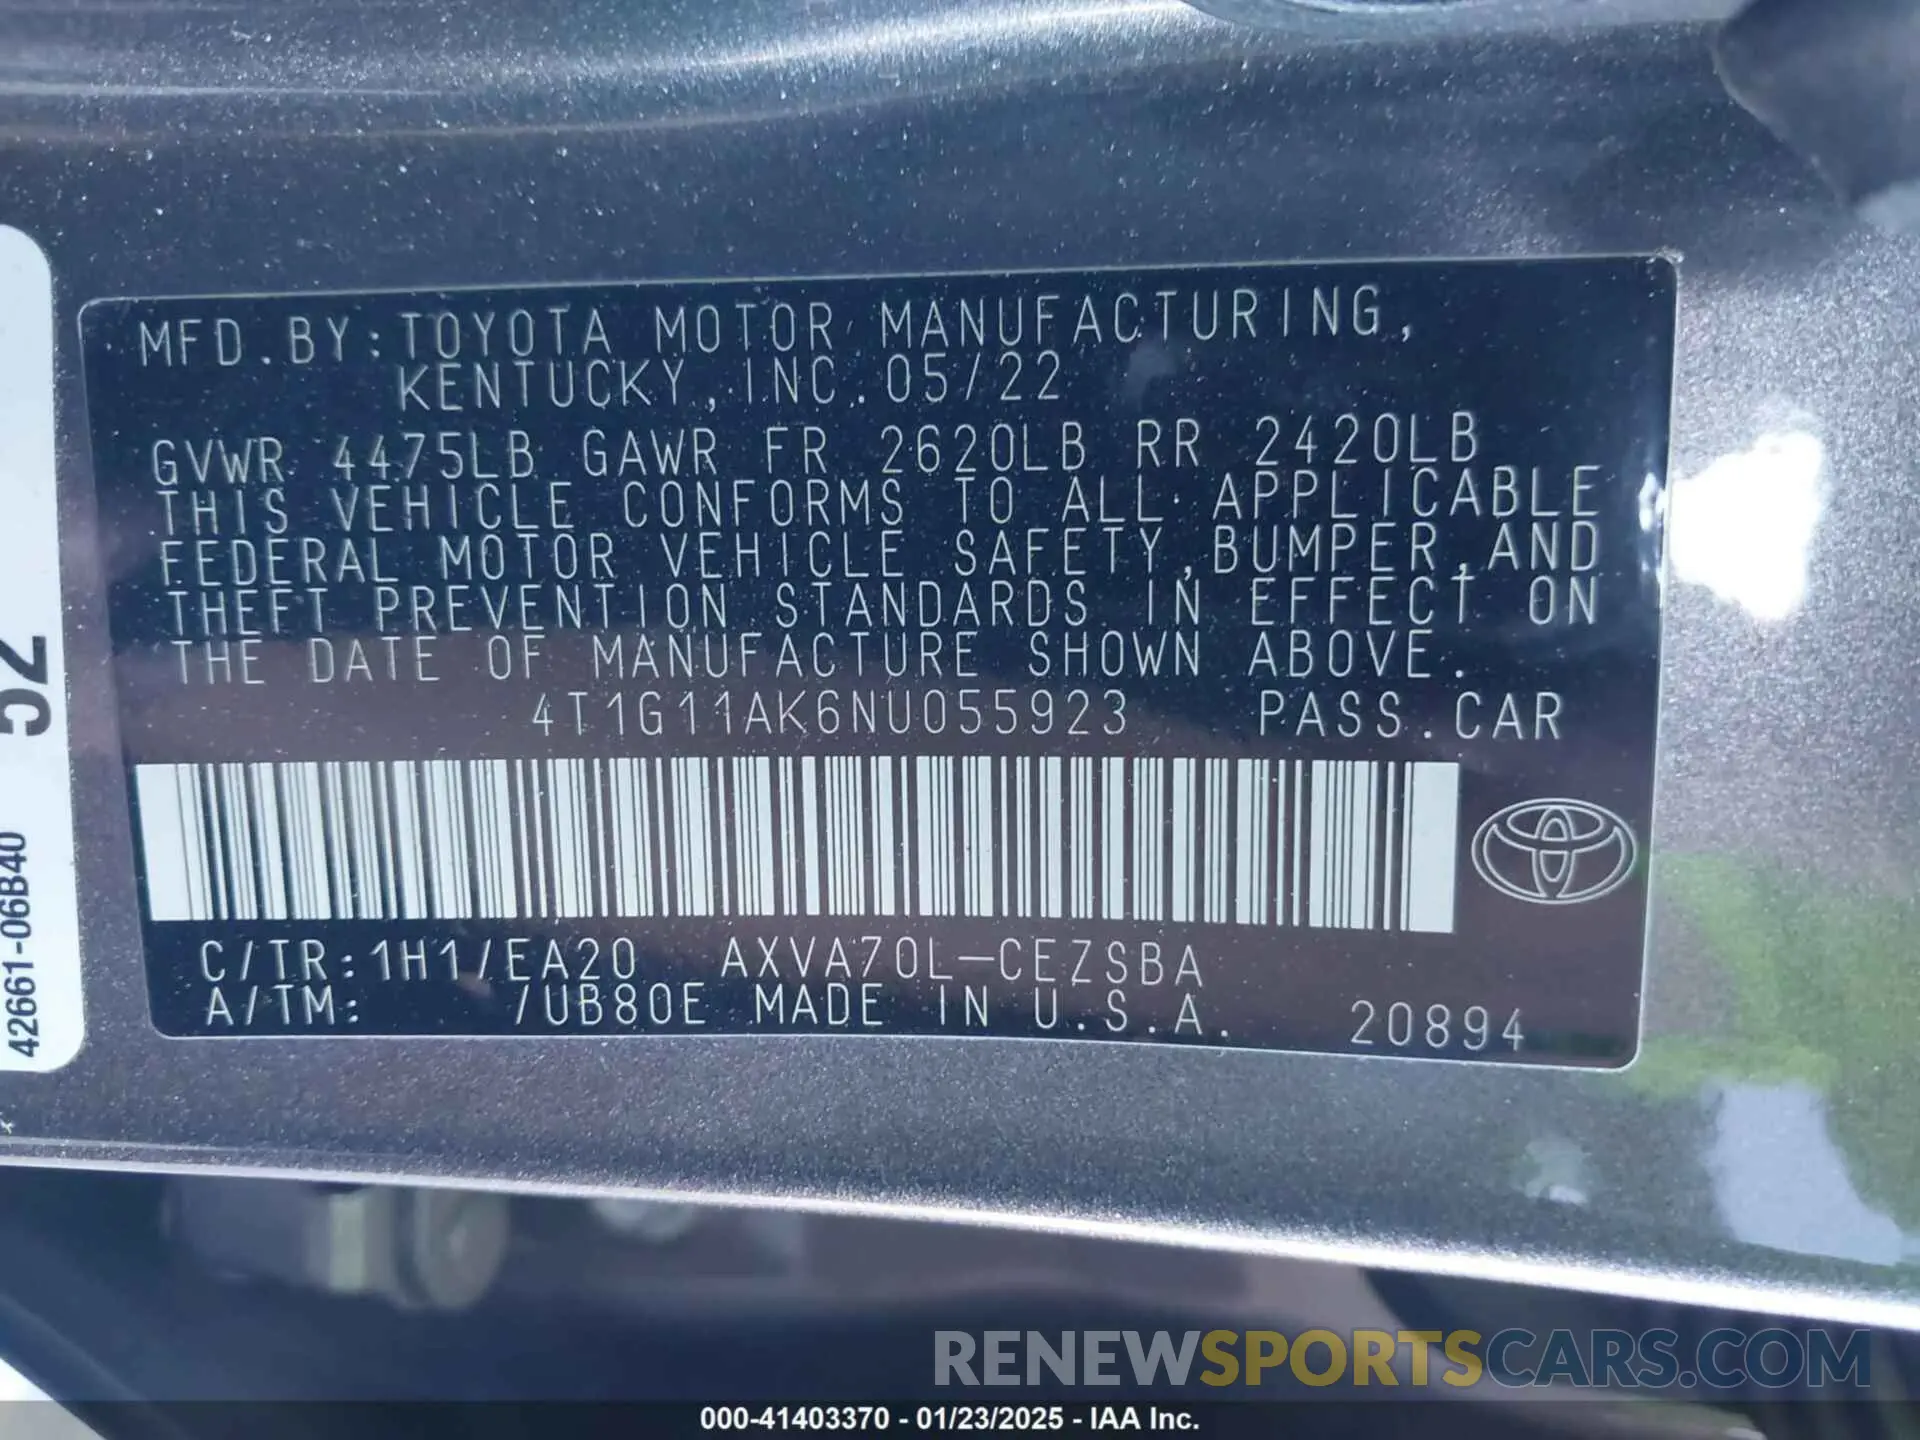 MFD.BY:TOYOTA MOTOR MANUFACTURING,
KENTUCKY,INC.05/22
GVWR 4475LB GAWR FR 2620LB RR 2420LB
THIS VEHICLE CONFORMS TO ALL APPLICABLE
FEDERAL MOTOR VEHICLE SAFETY,BUMPER,AND
THEFT PREVENTION STANDARDS IN EFFECT ON
THE DATE OF MANUFACTURE SHOWN ABOVE.
4T1G11AK6NU055923 PASS.CAR
C/TR:1H1/EA20 AXVA70L-CEZSBA
A/TM: /UB80E MADE IN U.S.A. 20894
52
42661-06B40
RENEWSPORTSCARS.COM
000-41403370 - 01/23/2025 - IAA Inc.